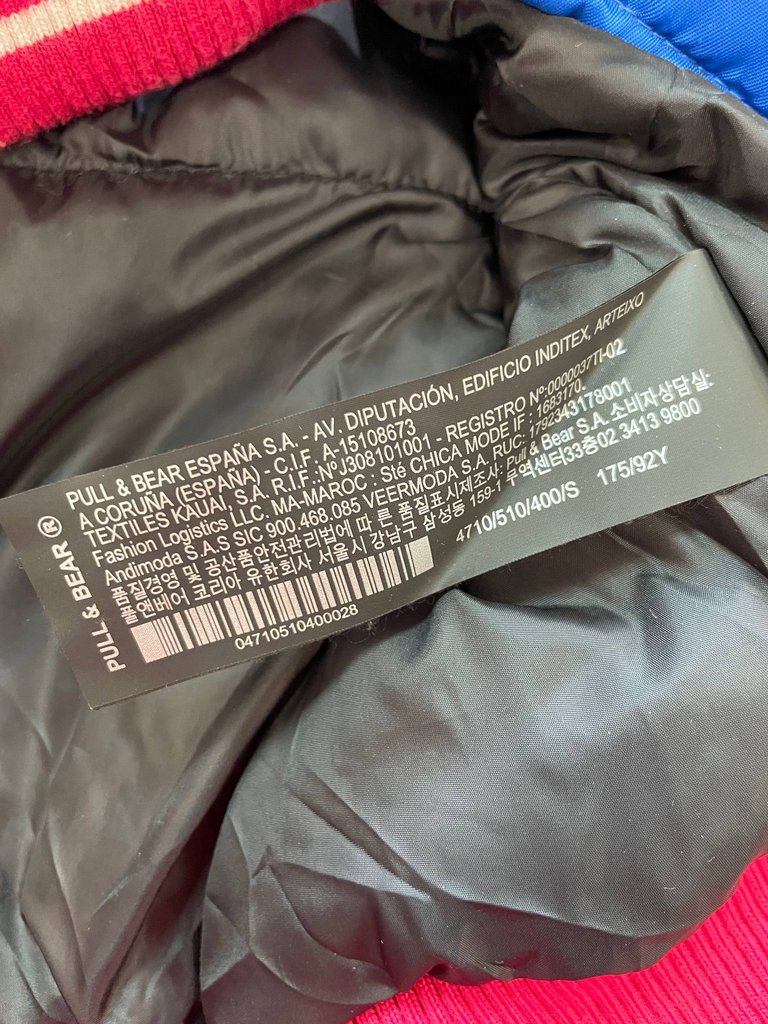 PULL & BEAR®
PULL & BEAR ESPAÑA S.A. - AV. DIPUTACIÓN, EDIFICIO INDITEX, ARTEIXO
A CORUÑA (ESPAÑA) - C.I.F. A-15108673
TEXTILES KAUAI, S.A. R.I.F.:NºJ308101001 - REGISTRO Nº:0000037TI-02
Fashion Logistics LLC. MA-MAROC : Sté CHICA MODE IF : 1683170.
Andimoda S.A.S SIC 900.468.085 VEERMODA S.A. RUC: 1792343178001
품질경영 및 공산품안전관리법에 따른 품질표시제조사: Pull & Bear S.A. 소비자상담실:
풀앤베어 코리아 유한회사 서울시 강남구 삼성동 159-1 무역센터33층02 3413 9800
04710510400028
4710/510/400/S 175/92Y